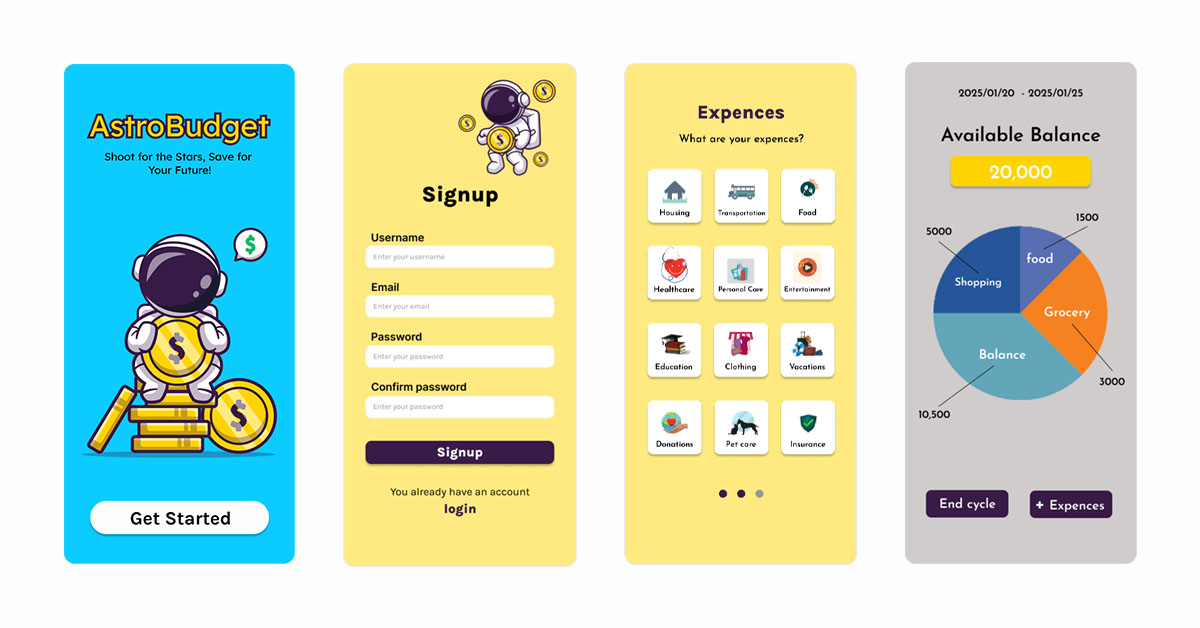 AstroBudget
Shoot for the Stars, Save for
Your Future!
$
$
$
Get Started
$
$
$
$
Signup
Username
Enter your username
Email
Enter your email
Password
Enter your password
Confirm password
Enter your password
Signup
You already have an account
login
Expences
What are your expences?
Housing
Transportation
Food
Healthcare
Personal Care
Entertainment
Education
Clothing
Vacations
Donations
Pet care
Insurance
2025/01/20 - 2025/01/25
Available Balance
20,000
1500
5000
food
Shopping
Grocery
Balance
3000
10,500
End cycle
+ Expences